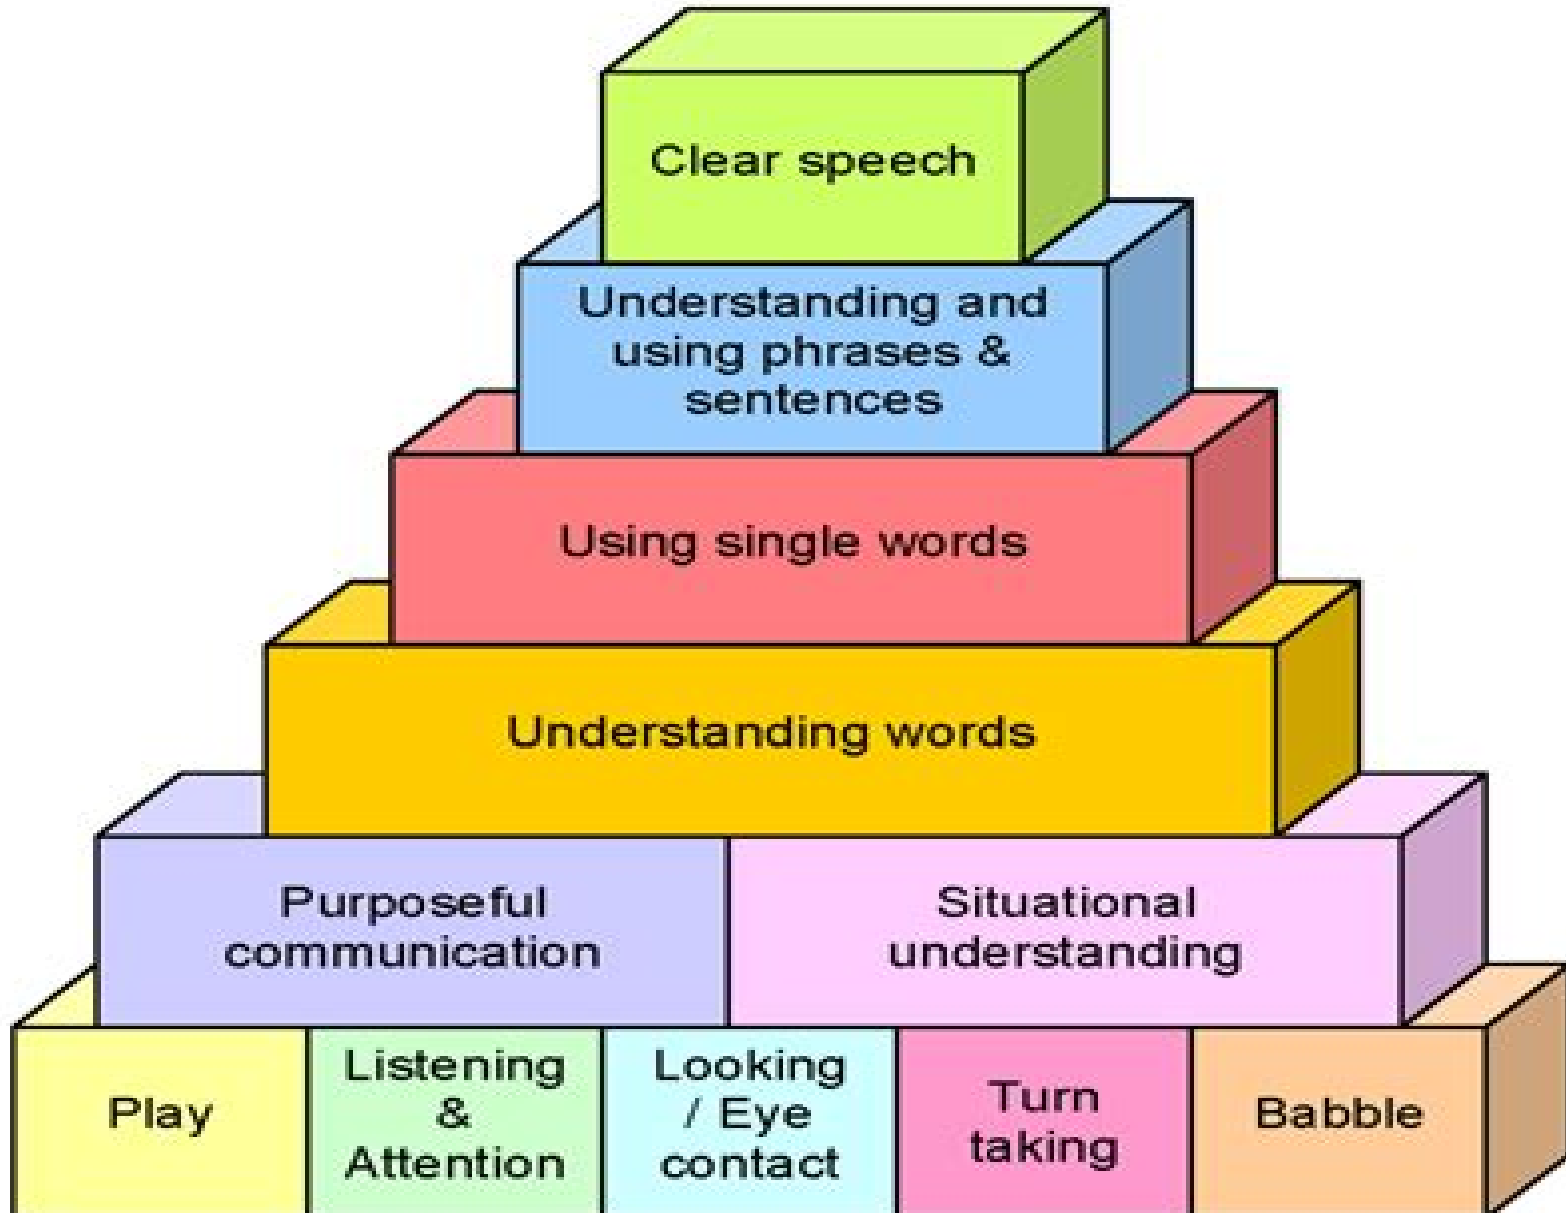 Clear speech
Understanding and
using phrases &
sentences
Using single words
Understanding words
Purposeful
communication
Situational
understanding
Play
Listening
&
Attention
Looking
/ Eye
contact
Turn
taking
Babble